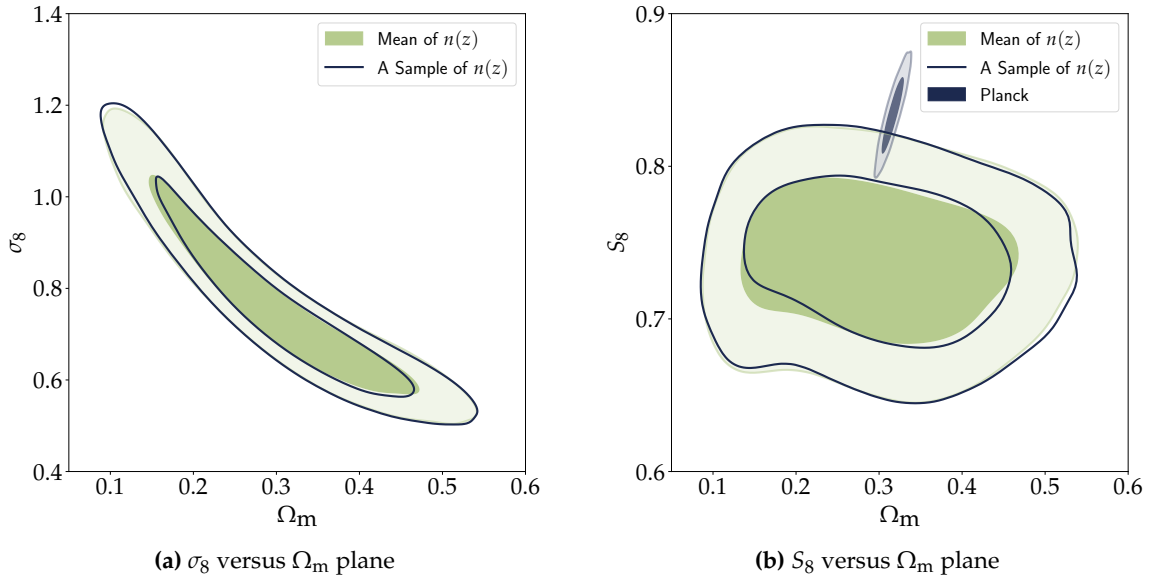 1.4
1.2
1.0
0.8
0.6
0.4
σ8
0.1 0.2 0.3 0.4 0.5 0.6
Ωm
Mean of n(z)
A Sample of n(z)
(a) σ8 versus Ωm plane
0.9
0.8
0.7
0.6
S8
0.1 0.2 0.3 0.4 0.5 0.6
Ωm
Mean of n(z)
A Sample of n(z)
Planck
(b) S8 versus Ωm plane